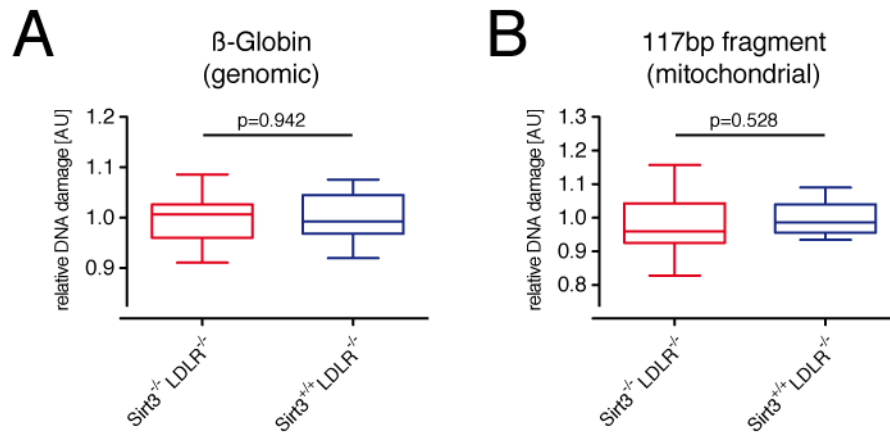 A
ß-Globin
(genomic)
relative DNA damage [AU]
1.2
1.1
1.0
0.9
p=0.942
Sirt3-/- LDLR-/-
Sirt3+/+ LDLR-/-
B
117bp fragment
(mitochondrial)
relative DNA damage [AU]
1.3
1.2
1.1
1.0
0.9
0.8
p=0.528
Sirt3-/- LDLR-/-
Sirt3+/+ LDLR-/-